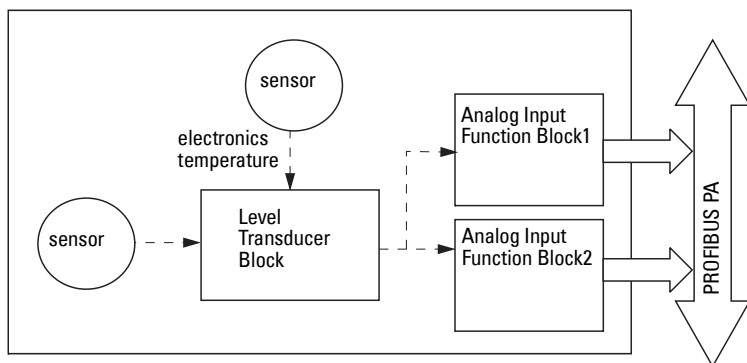 sensor
electronics
temperature
sensor
Level
Transducer
Block
Analog Input
Function Block1
Analog Input
Function Block2
PROFIBUS PA